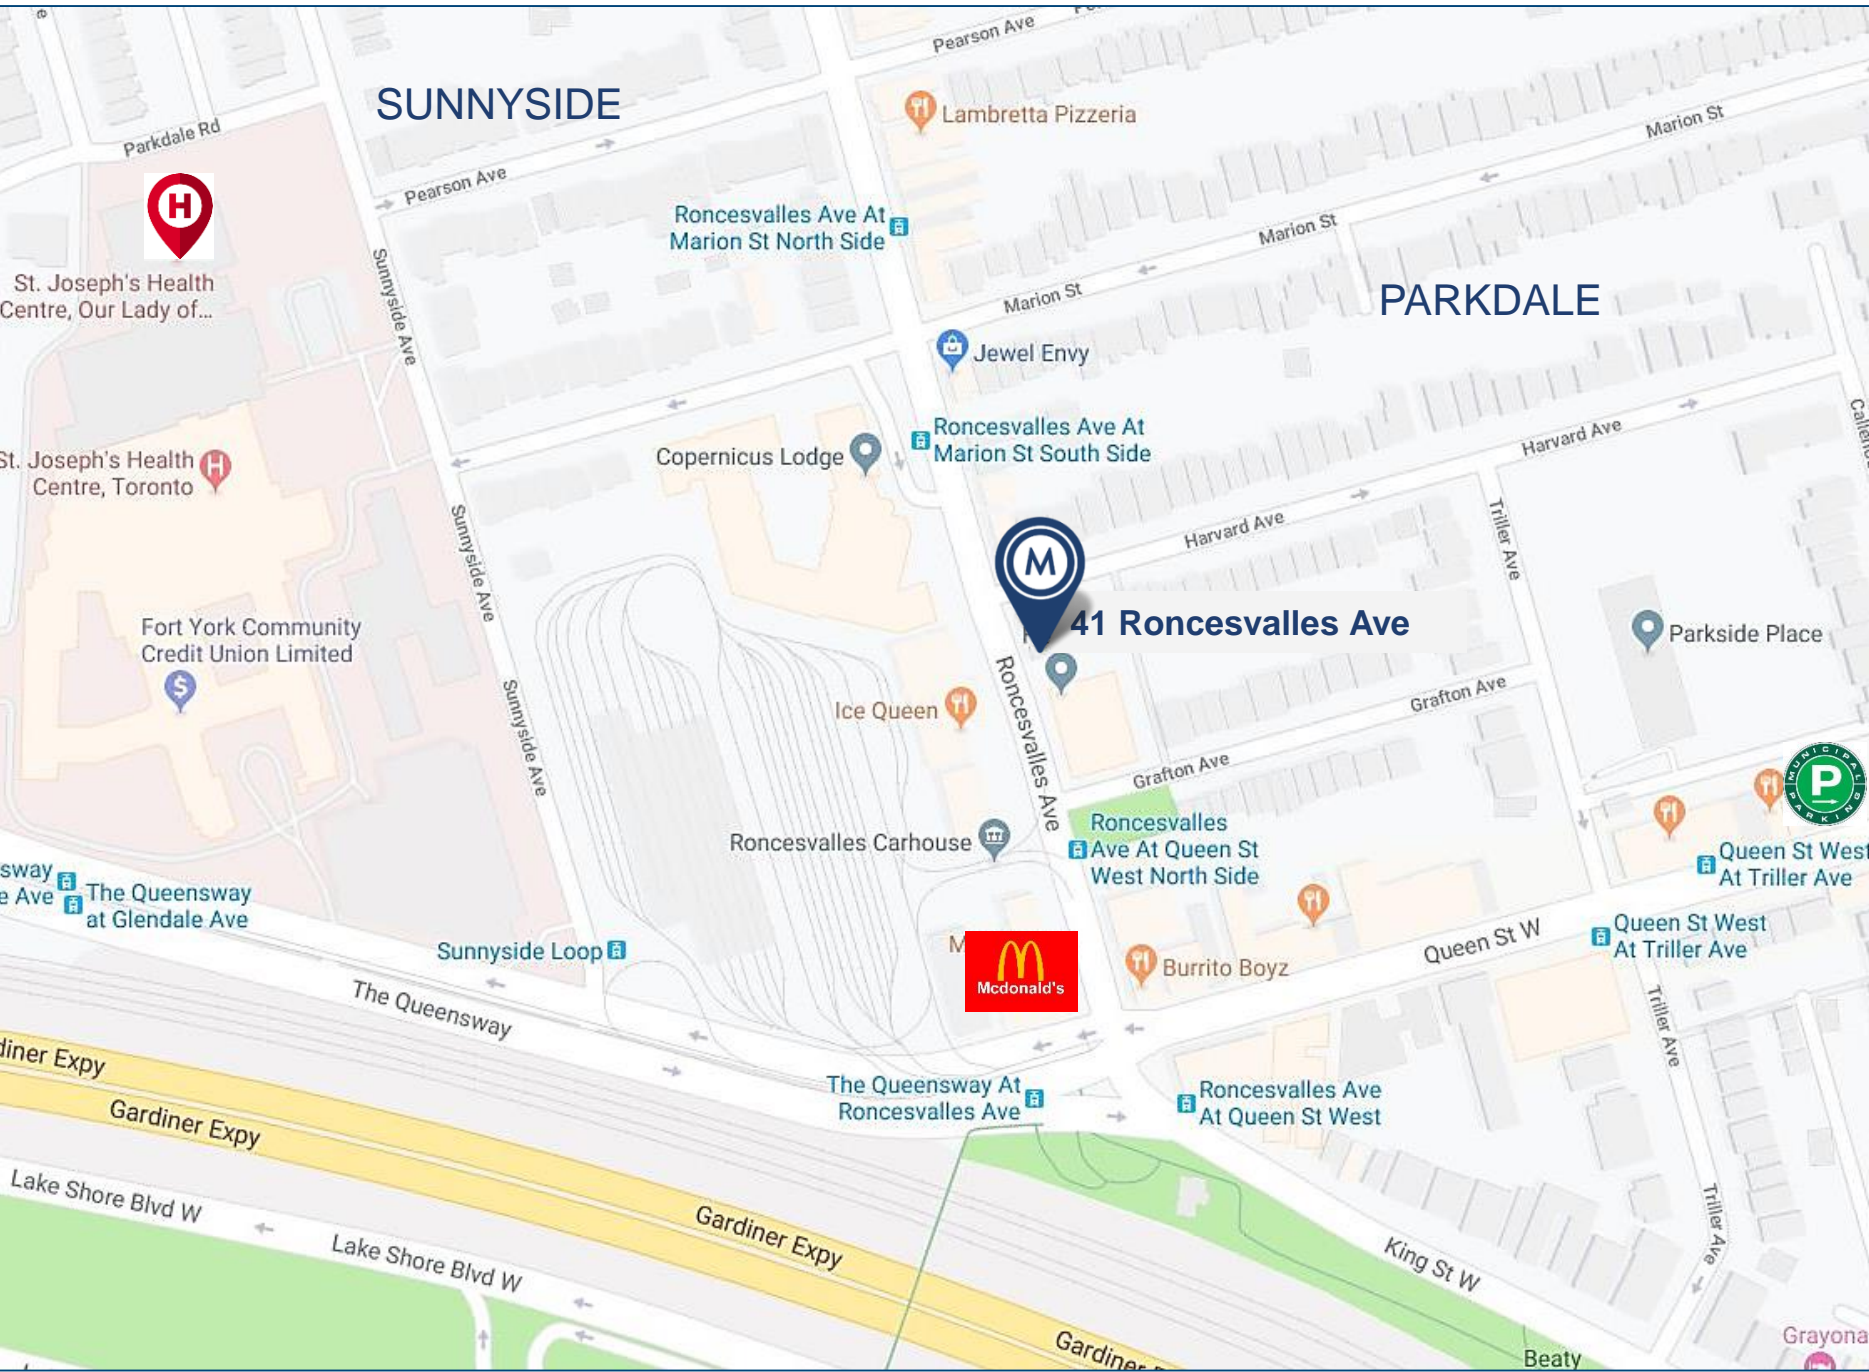 Pearson Ave
SUNNYSIDE
Lambretta Pizzeria
Parkdale Rd
Marion St
Pearson Ave
H
Roncesvalles Ave At
Marion St North Side
Marion St
Sunnyside Ave
St. Joseph's Health
Centre, Our Lady of...
Marion St
PARKDALE
Jewel Envy
Roncesvalles Ave At
Marion St South Side
Copernicus Lodge
Harvard Ave
St. Joseph's Health
Centre, Toronto
H
Sunnyside Ave
Harvard Ave
Triller Ave
M
41 Roncesvalles Ave
Fort York Community
Credit Union Limited
$
Parkside Place
Sunnyside Ave
Roncesvalles Ave
Ice Queen
Grafton Ave
Grafton Ave
MUNICIPAL
P
PARKING
Roncesvalles Carhouse
Roncesvalles
Ave At Queen St
West North Side
Queen St West
At Triller Ave
sway
e Ave
The Queensway
at Glendale Ave
Sunnyside Loop
M
Mcdonald's
Burrito Boyz
Queen St W
Queen St West
At Triller Ave
The Queensway
Triller Ave
diner Expy
The Queensway At
Roncesvalles Ave
Roncesvalles Ave
At Queen St West
Gardiner Expy
Lake Shore Blvd W
Gardiner Expy
Triller Ave
Lake Shore Blvd W
King St W
Gardiner
Beaty
Grayona